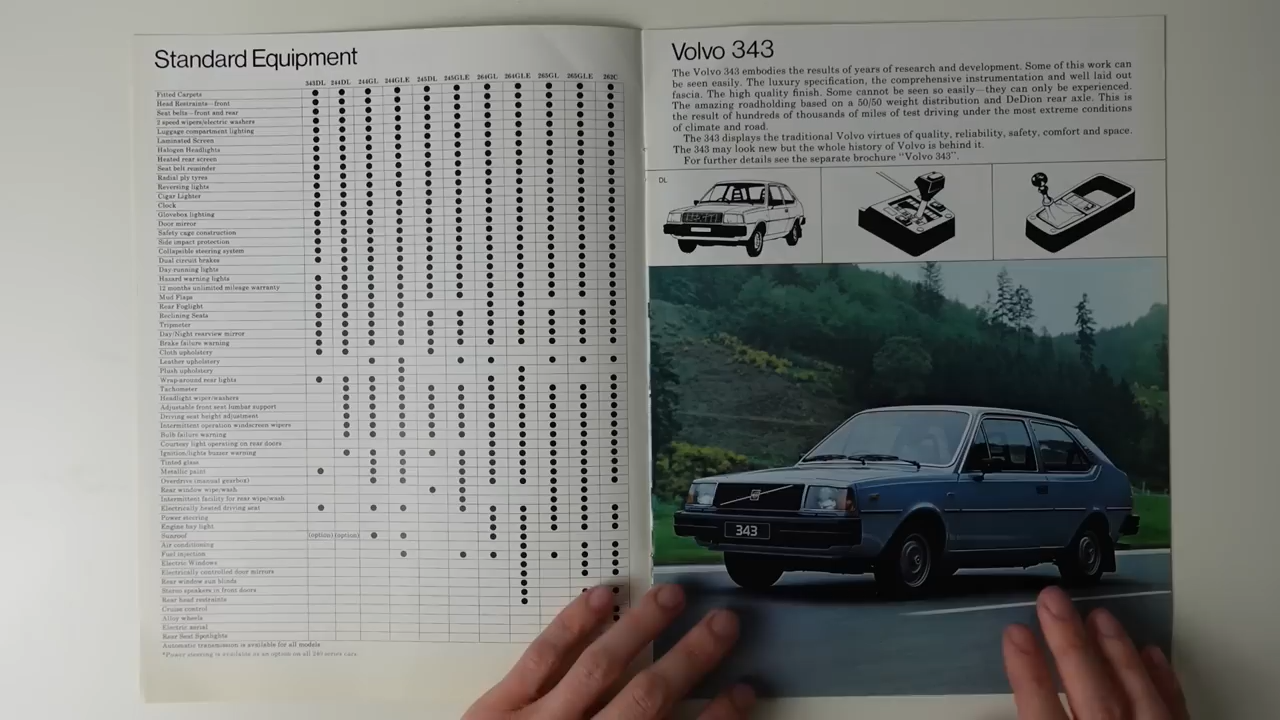 Standard Equipment
343DL 244DL 244GL 244GLE 245DL 245GLE 264GL 264GLE 265GL 265GLE 262C
Fitted Carpets
Head Restraints—front
Seat belts—front and rear
2 speed wipers/electric washers
Luggage compartment lighting
Laminated Screen
Halogen Headlights
Heated rear screen
Seat belt reminder
Radial ply tyres
Reversing lights
Cigar Lighter
Clock
Glovebox lighting
Door mirror
Safety cage construction
Side impact protection
Collapsible steering system
Dual circuit brakes
Day running lights
Hazard warning lights
12 months unlimited mileage warranty
Mud Flaps
Rear Foglight
Reclining Seats
Tripmeter
Day/Night rearview mirror
Brake failure warning
Cloth upholstery
Leather upholstery
Plush upholstery
Wrap-around rear lights
Tachometer
Headlight wiper/washers
Adjustable front seat lumbar support
Driving seat height adjustment
Intermittent operation windscreen wipers
Bulb failure warning
Courtesy light operating on rear doors
Ignition/lights buzzer warning
Tinted glass
Metallic paint
Overdrive (manual gearbox)
Rear window wipe/wash
Intermittent facility for rear wipe/wash
Electrically heated driving seat
Power steering
Engine bay light
Sunroof (option) (option)
Air conditioning
Fuel injection
Electric Windows
Electrically controlled door mirrors
Rear window sun blinds
Stereo speakers in front doors
Rear head restraints
Cruise control
Alloy wheels
Electric aerial
Rear Seat Spotlights
Automatic transmission is available for all models
*Power steering is available as an option on all 240 series cars.
Volvo 343
The Volvo 343 embodies the results of years of research and development. Some of this work can
be seen easily. The luxury specification, the comprehensive instrumentation and well laid out
fascia. The high quality finish. Some cannot be seen so easily—they can only be experienced.
The amazing roadholding based on a 50/50 weight distribution and DeDion rear axle. This is
the result of hundreds of thousands of miles of test driving under the most extreme conditions
of climate and road.
The 343 displays the traditional Volvo virtues of quality, reliability, safety, comfort and space.
The 343 may look new but the whole history of Volvo is behind it.
For further details see the separate brochure "Volvo 343".
DL
343